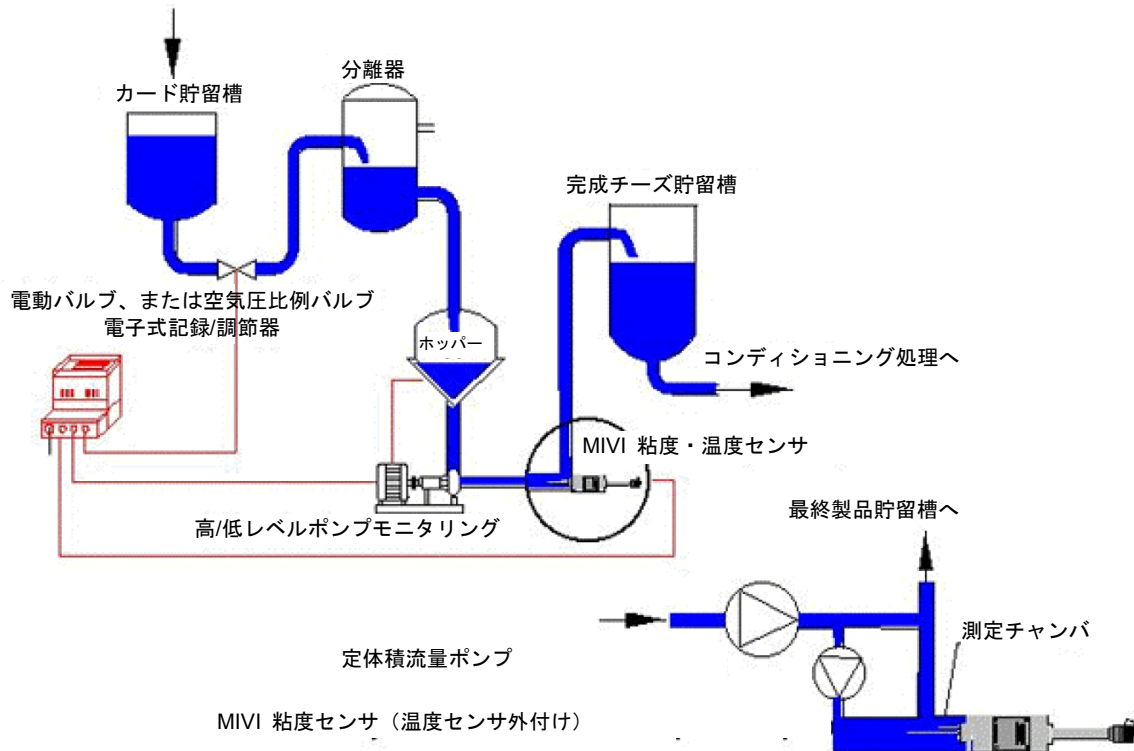 分離器
カード貯留槽
完成チーズ貯留槽
電動バルブ、または空気圧比例バルブ
電子式記録/調節器
ホッパー
コンディショニング処理へ
MIVI 粘度・温度センサ
高/低レベルポンプモニタリング
最終製品貯留槽へ
測定チャンバ
定体積流量ポンプ
MIVI 粘度センサ（温度センサ外付け）